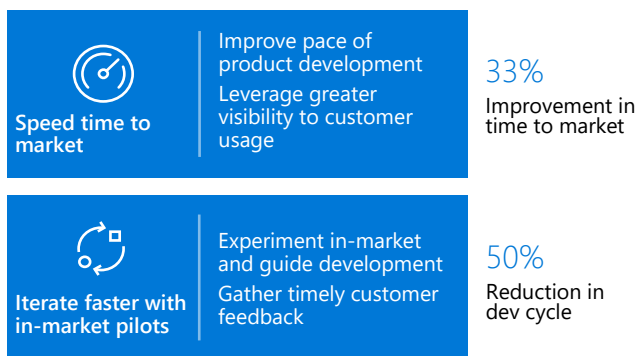 Speed time to
market
Improve pace of
product development
Leverage greater
visibility to customer
usage
33%
Improvement in
time to market
Iterate faster with
in-market pilots
Experiment in-market
and guide development
Gather timely customer
feedback
50%
Reduction in
dev cycle